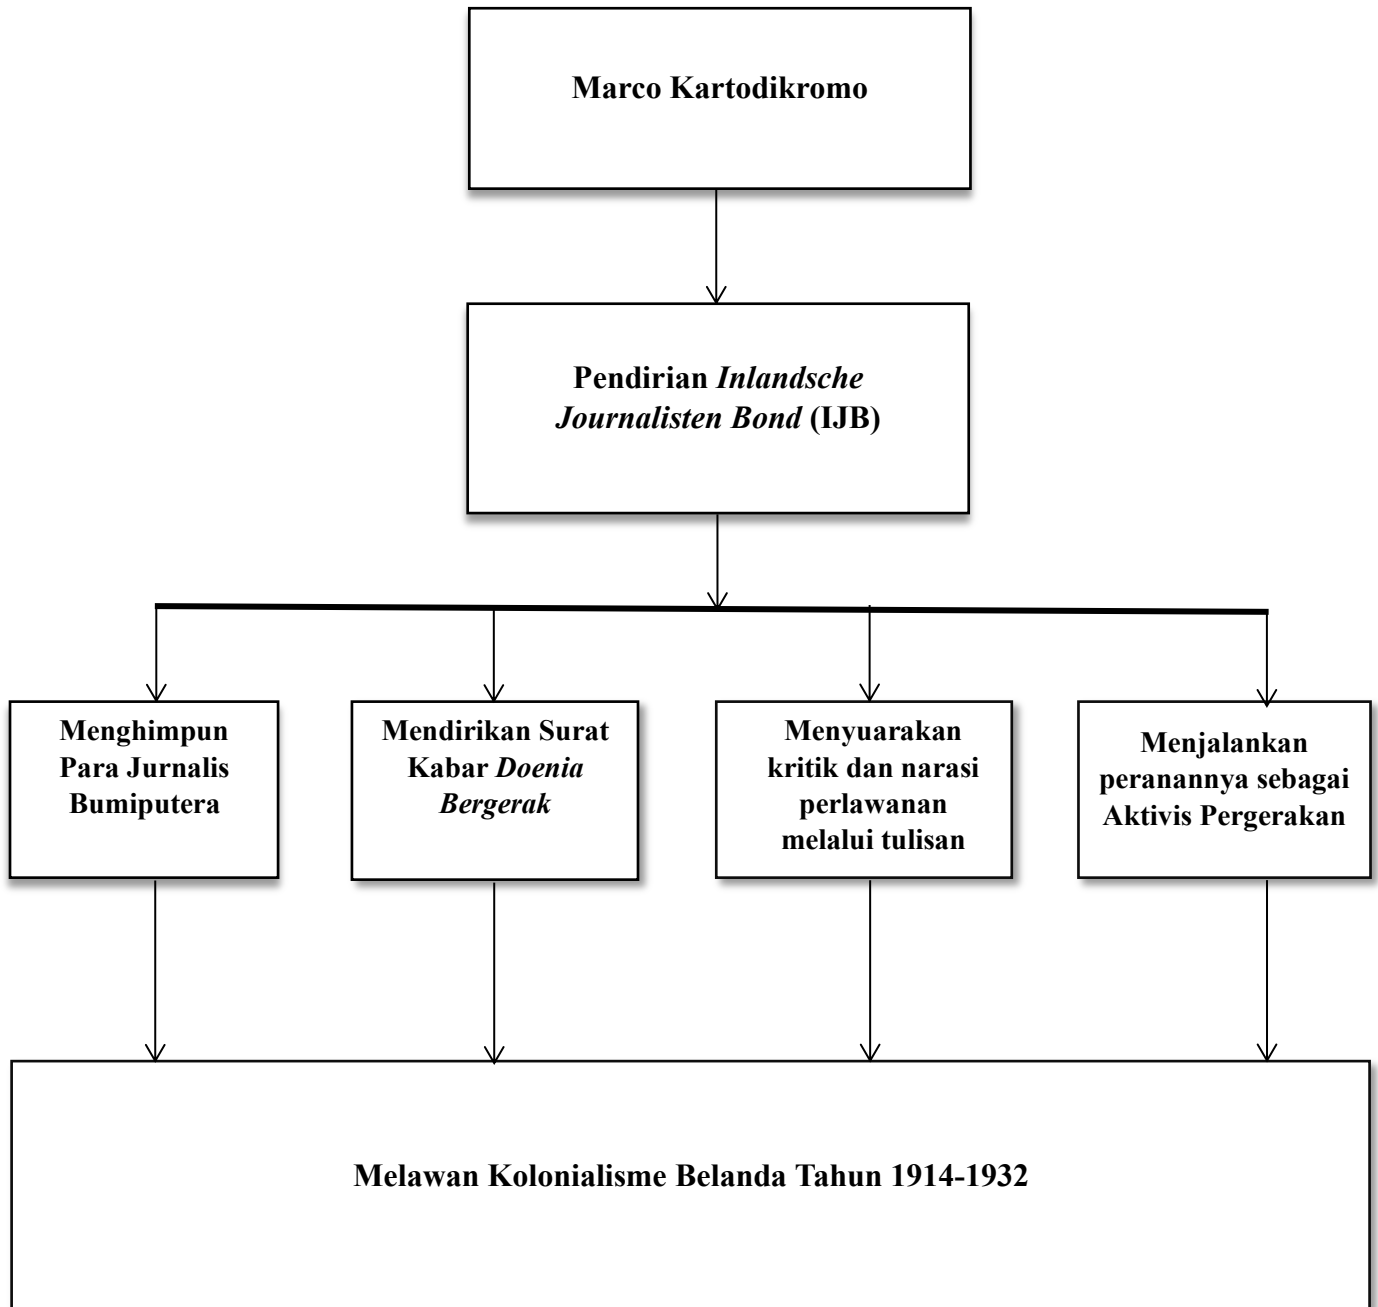 Marco Kartodikromo
Pendirian Inlandsche
Journalisten Bond (IJB)
Menghimpun
Para Jurnalis
Bumiputera
Mendirikan Surat
Kabar Doenia
Bergerak
Menyuarakan
kritik dan narasi
perlawanan
melalui tulisan
Menjalankan
peranannya sebagai
Aktivis Pergerakan
Melawan Kolonialisme Belanda Tahun 1914-1932